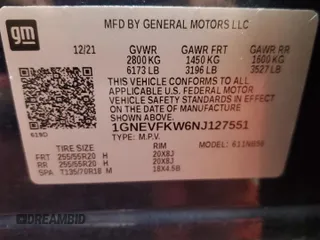 gm
MFD BY GENERAL MOTORS LLC
12/21 GVWR GAWR FRT GAWR RR
2800 KG 1450 KG 1600 KG
6173 LB 3196 LB 3527 LB
THIS VEHICLE CONFORMS TO ALL
APPLICABLE U.S. FEDERAL MOTOR
VEHICLE SAFETY STANDARDS IN EFFECT ON THE
DATE OF MANUFACTURE SHOWN ABOVE
1GNEVFKW6NJ127551
619D TYPE: M.P.V. MODEL:
TIRE SIZE RIM
FRT 255/55R20 H 20X8J
RR 255/55R20 H 20X8J
SPA T135/70R18 M 18X4.5B
DREAMBID